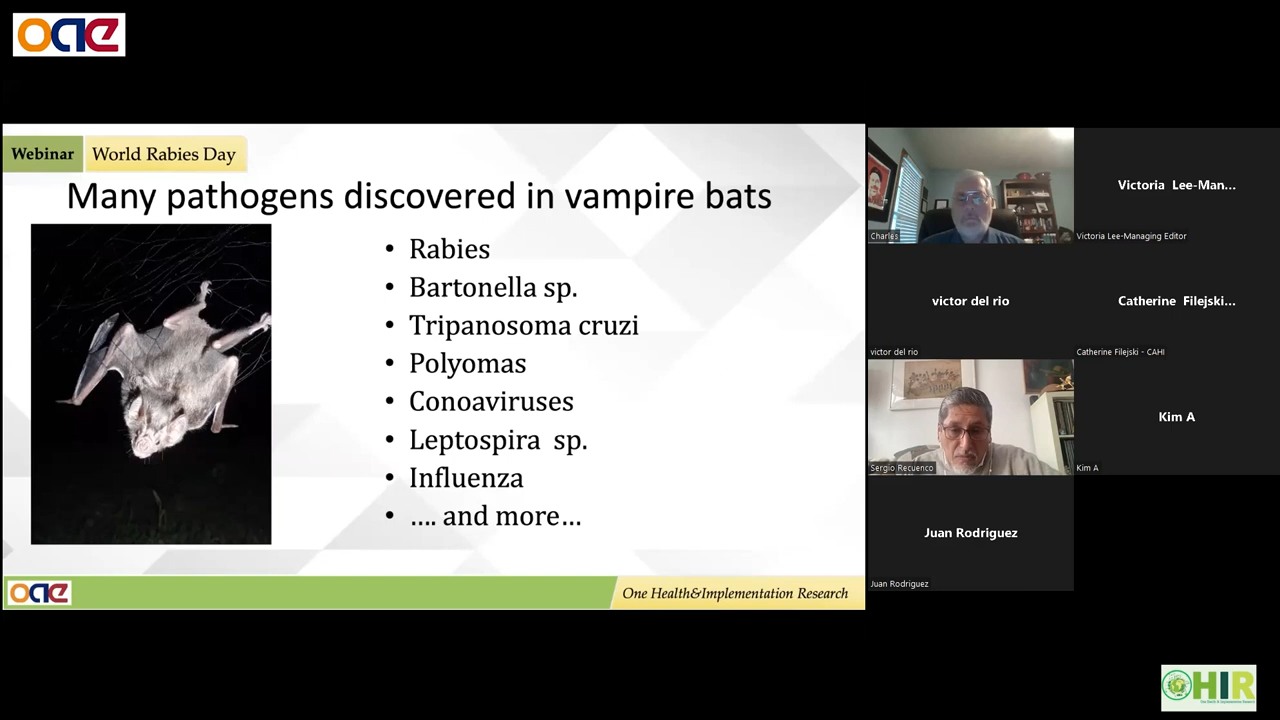 oae
Webinar
World Rabies Day
Many pathogens discovered in vampire bats
• Rabies
• Bartonella sp.
• Tripanosoma cruzi
• Polyomas
• Conoaviruses
• Leptospira sp.
• Influenza
• …. and more…
oae
One Health&Implementation Research
Charles
Victoria Lee-Man...
Victoria Lee-Managing Editor
victor del rio
victor del rio
Catherine Filejski...
Catherine Filejski - CAHI
Sergio Recuenco
Kim A
Kim A
Juan Rodriguez
Juan Rodriguez
OHIR